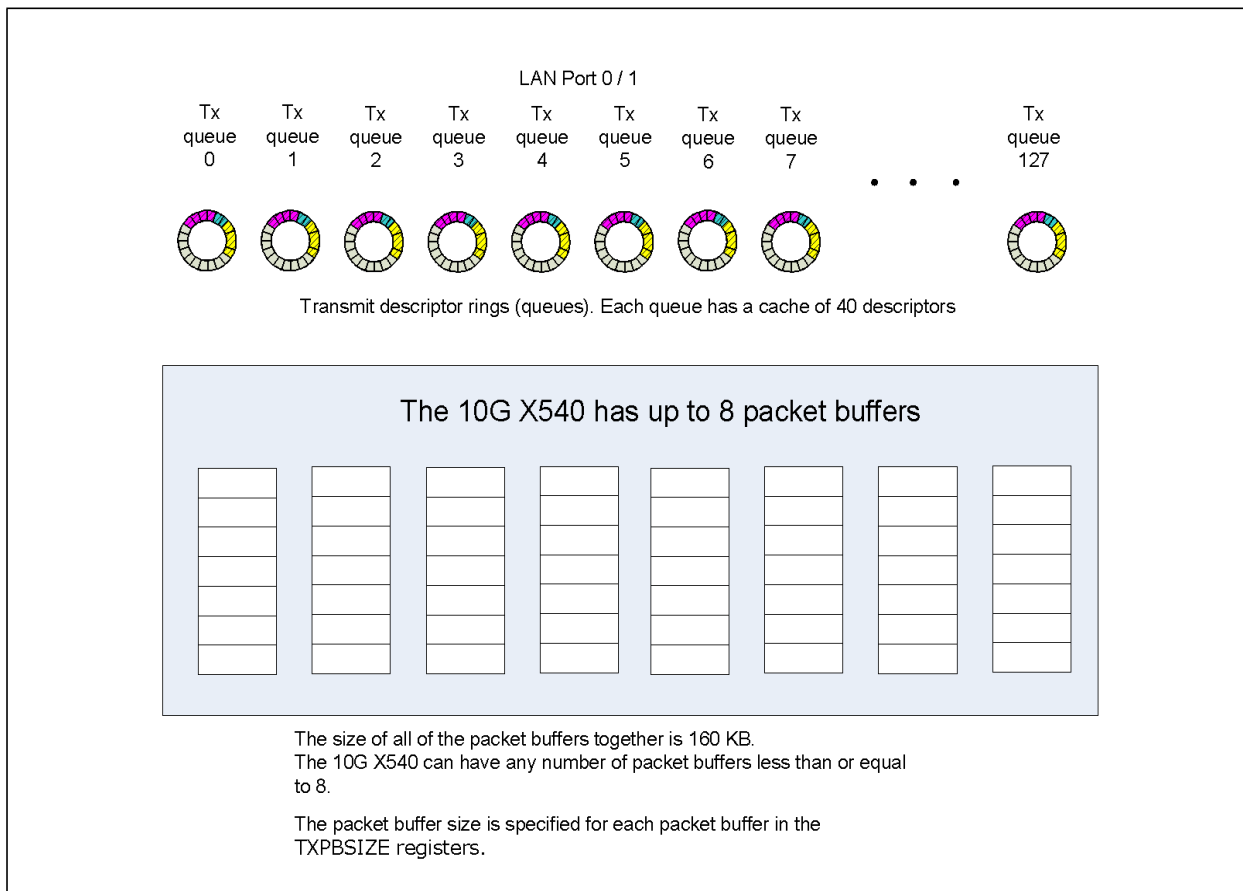 LAN Port 0 / 1
Tx queue 0
Tx queue 1
Tx queue 2
Tx queue 3
Tx queue 4
Tx queue 5
Tx queue 6
Tx queue 7
. . .
Tx queue 127
Transmit descriptor rings (queues). Each queue has a cache of 40 descriptors
The 10G X540 has up to 8 packet buffers
The size of all of the packet buffers together is 160 KB.
The 10G X540 can have any number of packet buffers less than or equal
to 8.
The packet buffer size is specified for each packet buffer in the
TXPBSIZE registers.